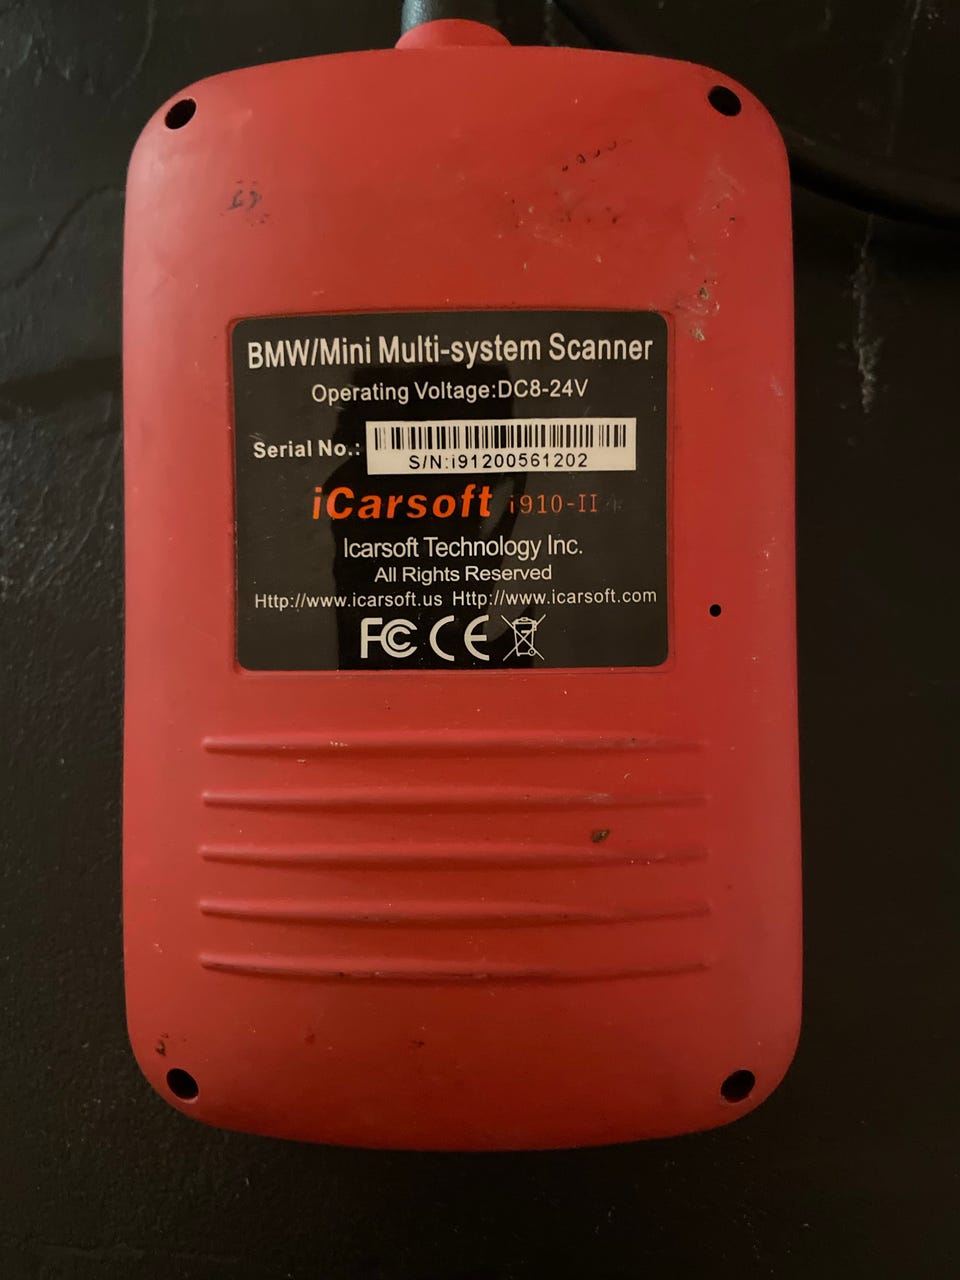 BMW/Mini Multi-system Scanner
Operating Voltage:DC8-24V
Serial No.:
S/N:i91200561202
iCarsoft i910-II
Icarsoft Technology Inc.
All Rights Reserved
Http://www.icarsoft.us Http://www.icarsoft.com
FC CE